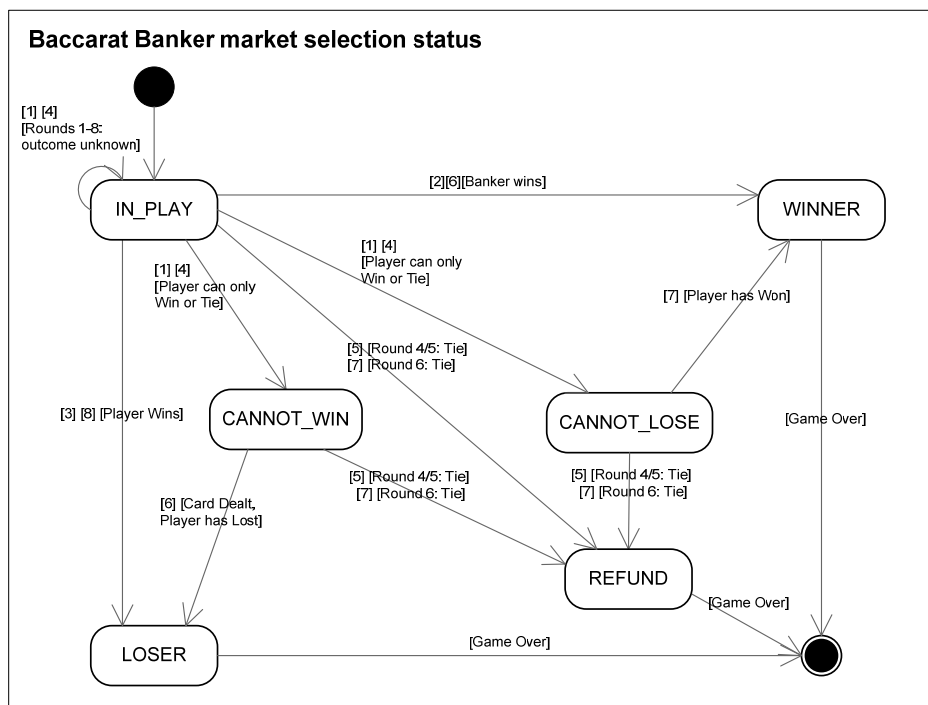 Baccarat Banker market selection status
[1] [4]
[Rounds 1-8:
outcome unknown]
IN_PLAY
[2][6][Banker wins]
WINNER
[1] [4]
[Player can only
Win or Tie]
[1] [4]
[Player can only
Win or Tie]
[7] [Player has Won]
[5] [Round 4/5: Tie]
[7] [Round 6: Tie]
[3] [8] [Player Wins]
CANNOT_WIN
CANNOT_LOSE
[Game Over]
[6] [Card Dealt,
Player has Lost]
[5] [Round 4/5: Tie]
[7] [Round 6: Tie]
[5] [Round 4/5: Tie]
[7] [Round 6: Tie]
REFUND
[Game Over]
LOSER
[Game Over]